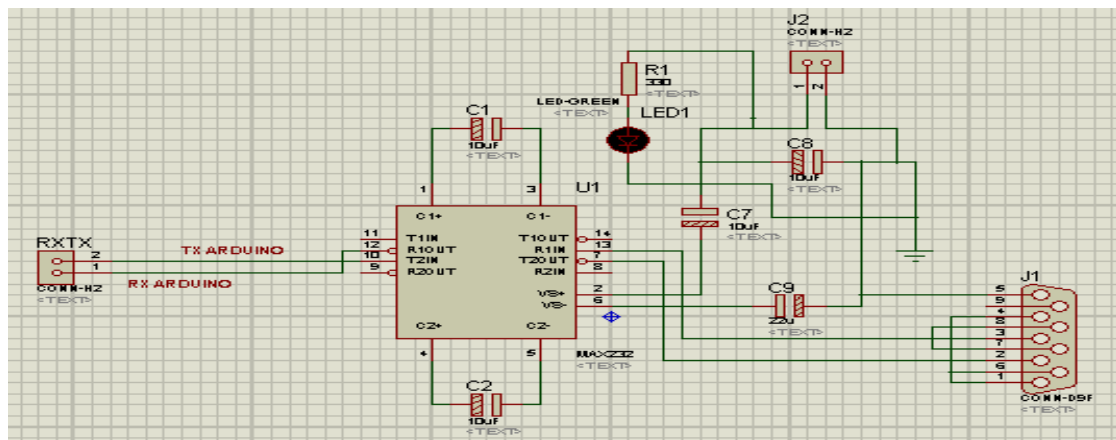 J2
CONN-H2
<TEXT>
1
2
R1
330
<TEXT>
LED-GREEN
<TEXT>
LED1
C1
10uF
<TEXT>
C8
10uF
<TEXT>
U1
1
3
C1+
C1-
11
T1IN
T1OUT
14
12
R1OUT
R1IN
13
10
T2IN
T2OUT
7
9
R2OUT
R2IN
8
VS+
2
VS-
6
C2+
C2-
4
5
MAX232
<TEXT>
C7
10uF
<TEXT>
RXTX
2
1
CONN-H2
<TEXT>
TX ARDUINO
RX ARDUINO
C9
22u
<TEXT>
C2
10uF
<TEXT>
J1
5
9
4
8
3
7
2
6
1
CONN-D9F
<TEXT>